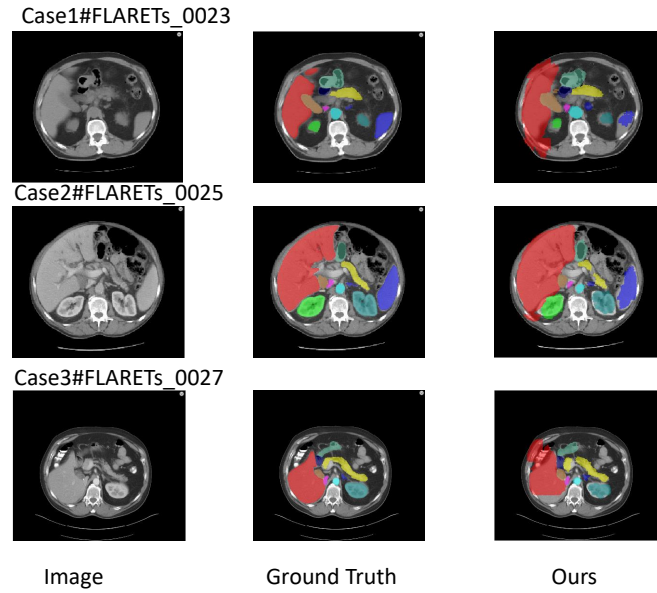 Case1#FLARETs_0023
Case2#FLARETs_0025
Case3#FLARETs_0027
Image Ground Truth Ours